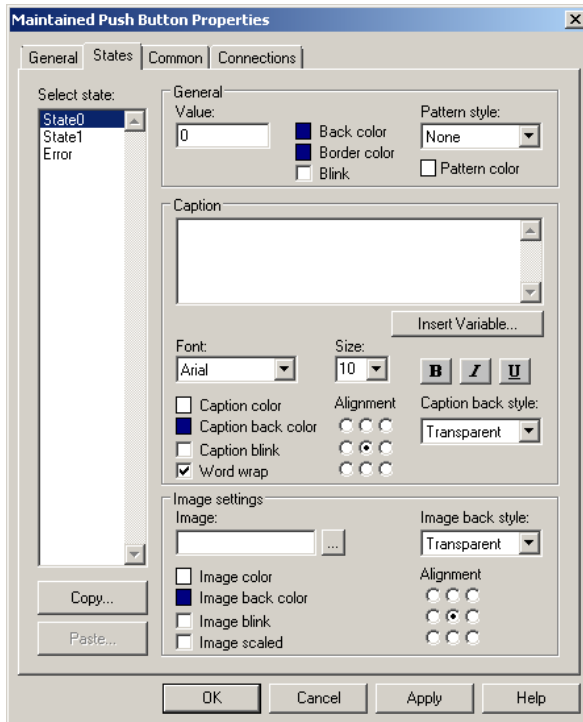 Maintained Push Button Properties
General States Common Connections
Select state:
State0
State1
Error
Copy...
Paste...
General
Value:
0
Back color
Border color
Blink
Pattern style:
None
Pattern color
Caption
Insert Variable...
Font:
Arial
Size:
10
B I U
Caption color
Caption back color
Caption blink
Word wrap
Alignment
Caption back style:
Transparent
Image settings
Image:
...
Image back style:
Transparent
Image color
Image back color
Image blink
Image scaled
Alignment
OK Cancel Apply Help